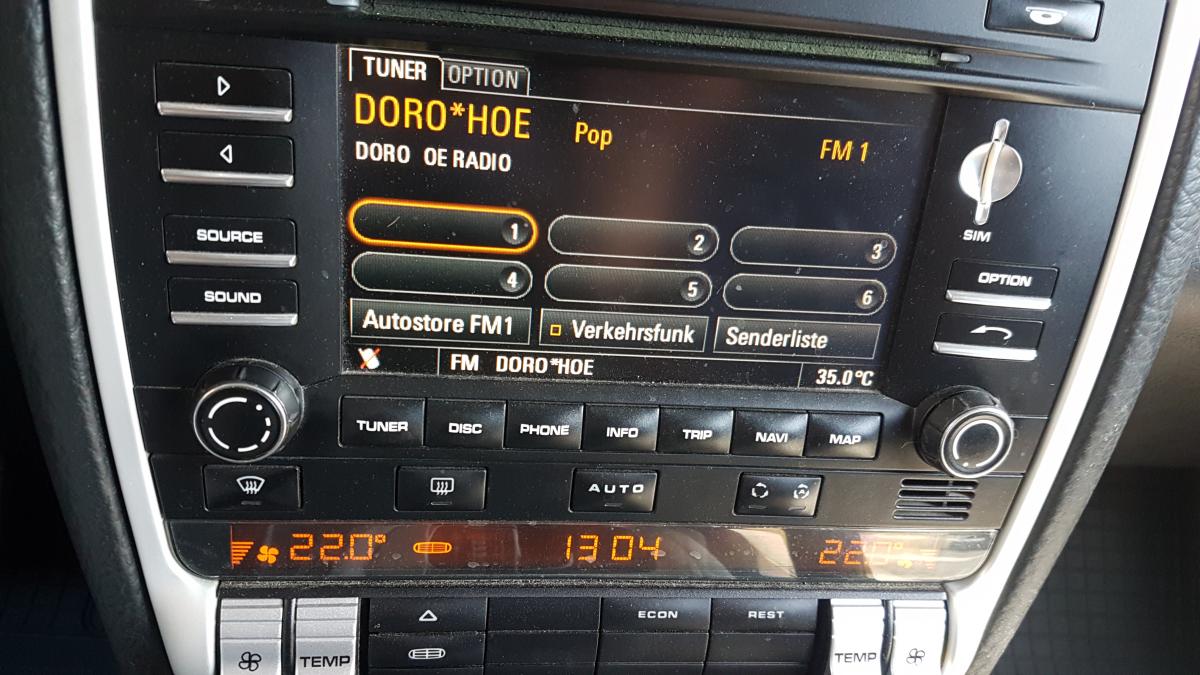 TUNER OPTION
DORO*HOE Pop FM 1
DORO OE RADIO
1 2 3
4 5 6
Autostore FM1 Verkehrsfunk Senderliste
FM DORO*HOE 35.0°C
SOURCE
SOUND
SIM
OPTION
TUNER DISC PHONE INFO TRIP NAVI MAP
AUTO
22.0° 13 04 22.0°
ECON REST
TEMP TEMP